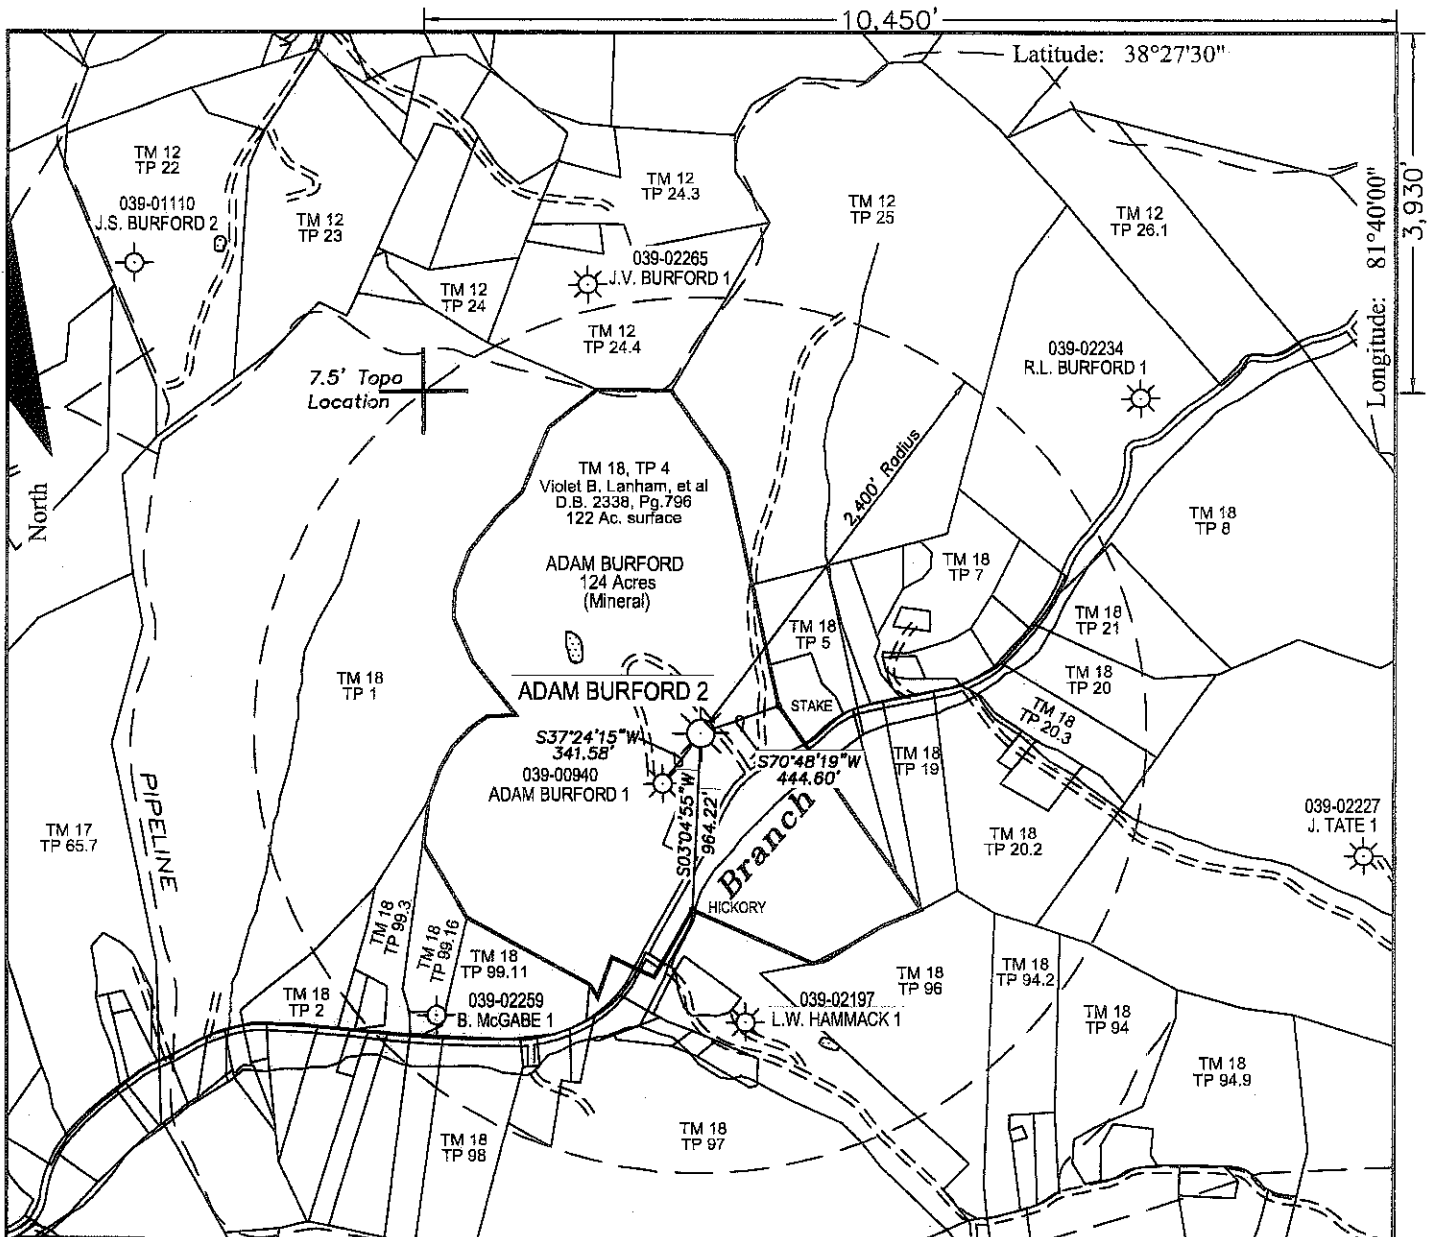 10,450'
Latitude: 38°27'30"
3,930'
Longitude: 81°40'00"
TM 12
TP 22
039-01110
J.S. BURFORD 2
TM 12
TP 23
TM 12
TP 24.3
TM 12
TP 25
TM 12
TP 26.1
039-02265
J.V. BURFORD 1
TM 12
TP 24
TM 12
TP 24.4
039-02234
R.L. BURFORD 1
7.5' Topo
Location
2,400' Radius
North
TM 18, TP 4
Violet B. Lanham, et al
D.B. 2338, Pg.796
122 Ac. surface
ADAM BURFORD
124 Acres
(Mineral)
TM 18
TP 8
TM 18
TP 7
TM 18
TP 5
TM 18
TP 21
TM 18
TP 20
TM 18
TP 20.3
TM 18
TP 1
ADAM BURFORD 2
STAKE
S37°24'15"W
341.58'
039-00940
ADAM BURFORD 1
S70°48'19"W
444.60'
TM 18
TP 19
S03°04'55"W
964.22'
Branch
PIPELINE
TM 17
TP 65.7
TM 18
TP 20.2
039-02227
J. TATE 1
HICKORY
TM 18
TP 99.3
TM 18
TP 99.16
TM 18
TP 99.11
TM 18
TP 2
039-02259
B. McGABE 1
039-02197
L.W. HAMMACK 1
TM 18
TP 96
TM 18
TP 94.2
TM 18
TP 94
TM 18
TP 94.9
TM 18
TP 98
TM 18
TP 97